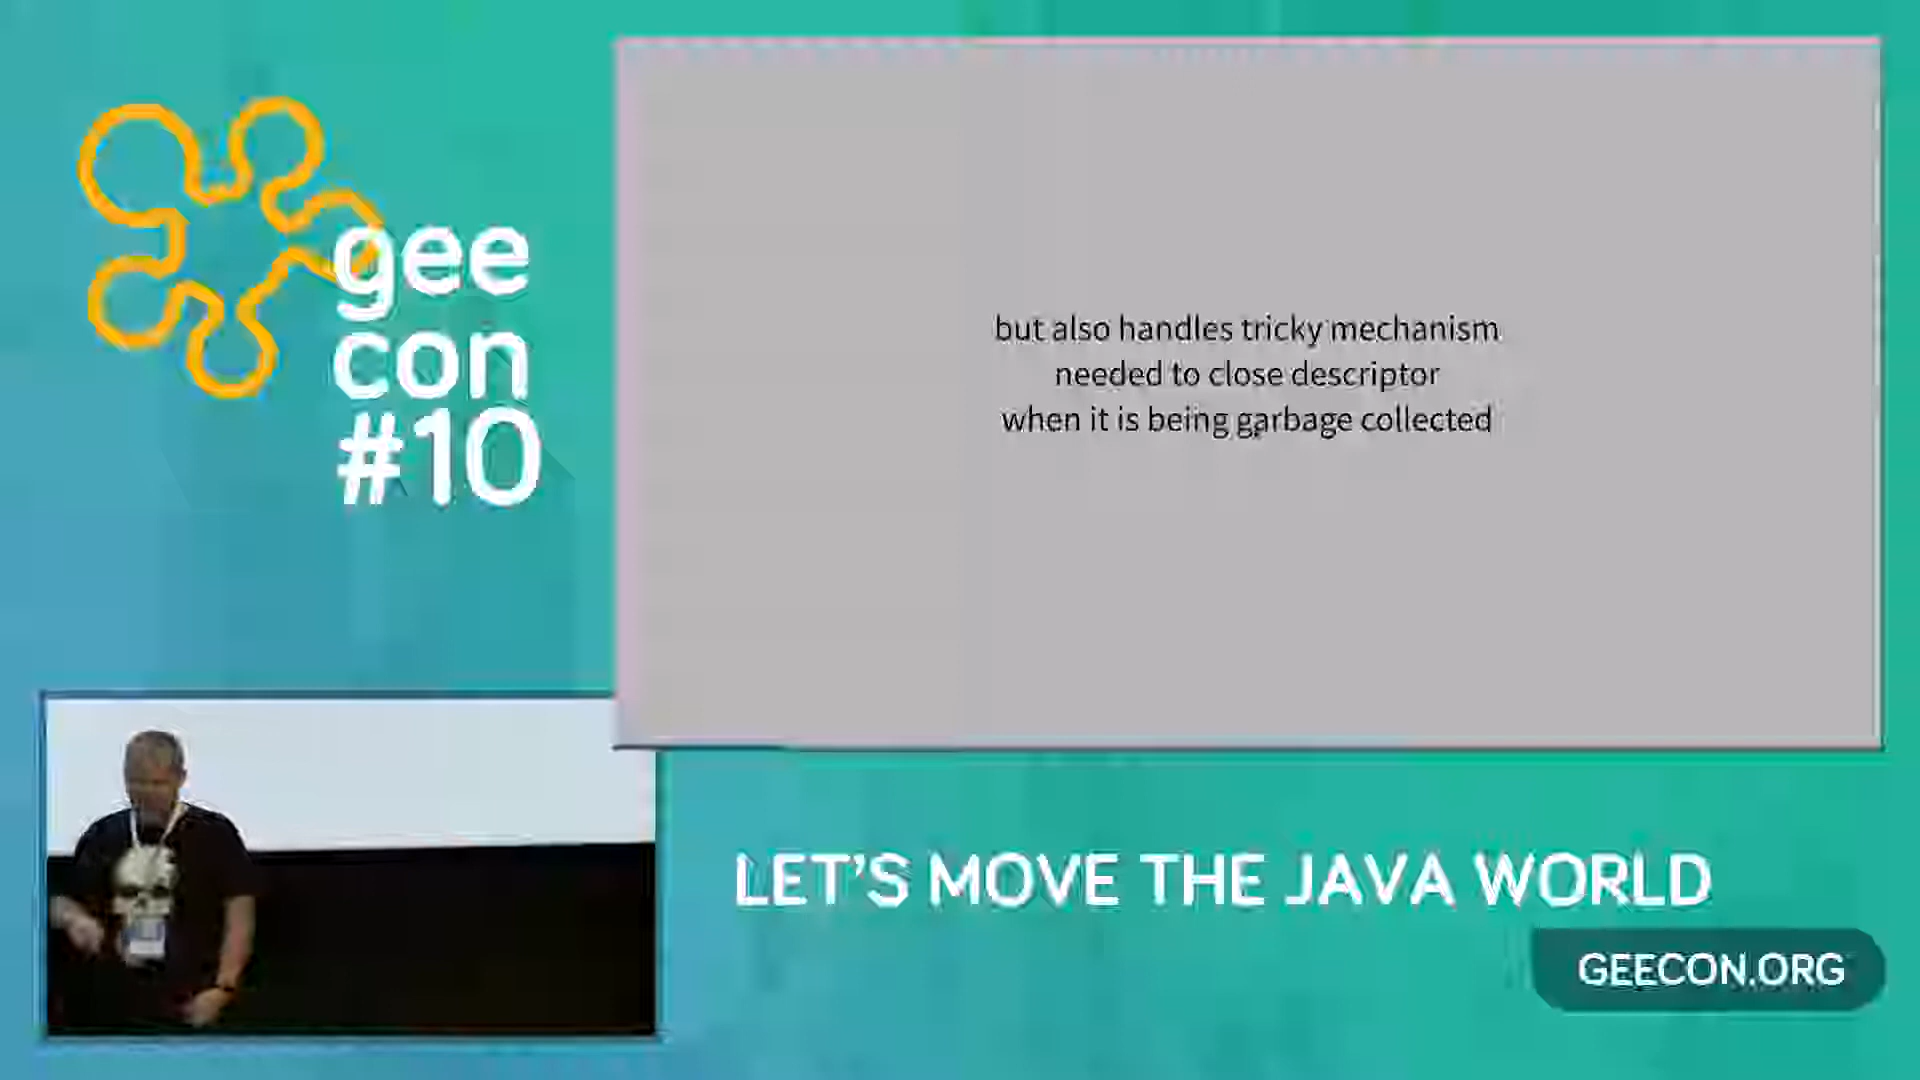 gee
con
#10
but also handles tricky mechanism
needed to close descriptor
when it is being garbage collected
LET'S MOVE THE JAVA WORLD
GEECON.ORG